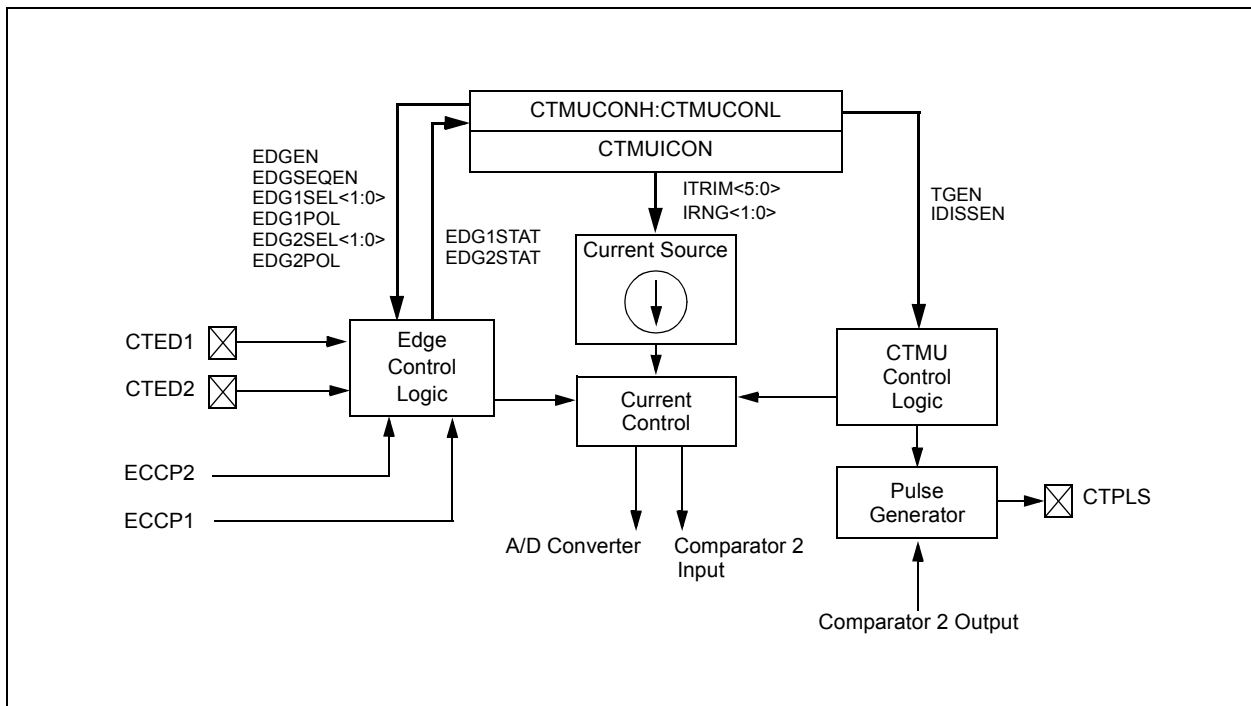 CTMUCONH:CTMUCONL
CTMUICON
EDGEN
EDGSEQEN
EDG1SEL<1:0>
EDG1POL
EDG2SEL<1:0>
EDG2POL
EDG1STAT
EDG2STAT
ITRIM<5:0>
IRNG<1:0>
TGEN
IDISSEN
Current Source
CTED1
CTED2
Edge
Control
Logic
Current
Control
CTMU
Control
Logic
ECCP2
ECCP1
Pulse
Generator
CTPLS
A/D Converter
Comparator 2
Input
Comparator 2 Output